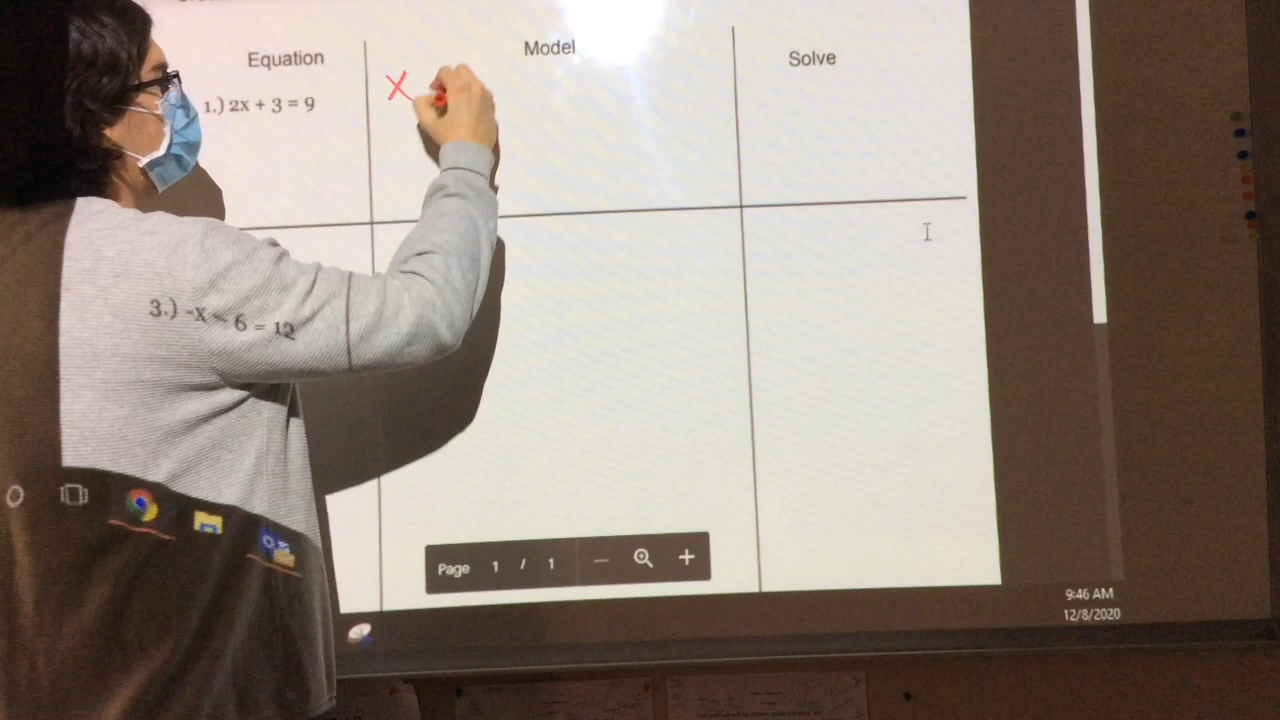 Equation Model Solve
1.) 2x + 3 = 9 X
3.) -x - 6 = 12
Page 1 / 1
9:46 AM
12/8/2020